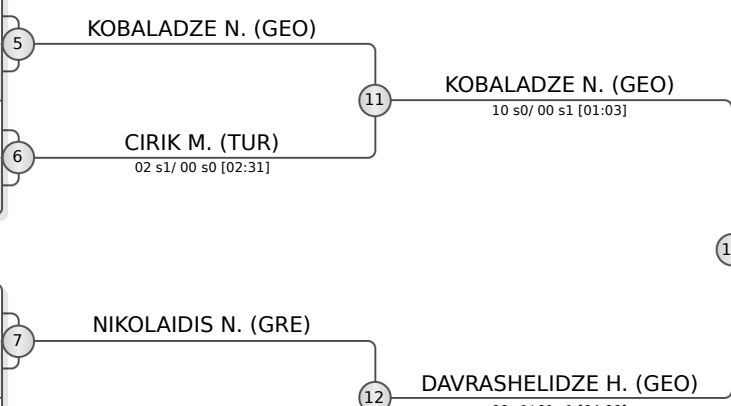 KOBALADZE N. (GEO)
5
11
KOBALADZE N. (GEO)
10 s0/ 00 s1 [01:03]
CIRIK M. (TUR)
6
02 s1/ 00 s0 [02:31]
NIKOLAIDIS N. (GRE)
7
DAVRASHELIDZE H. (GEO)
12